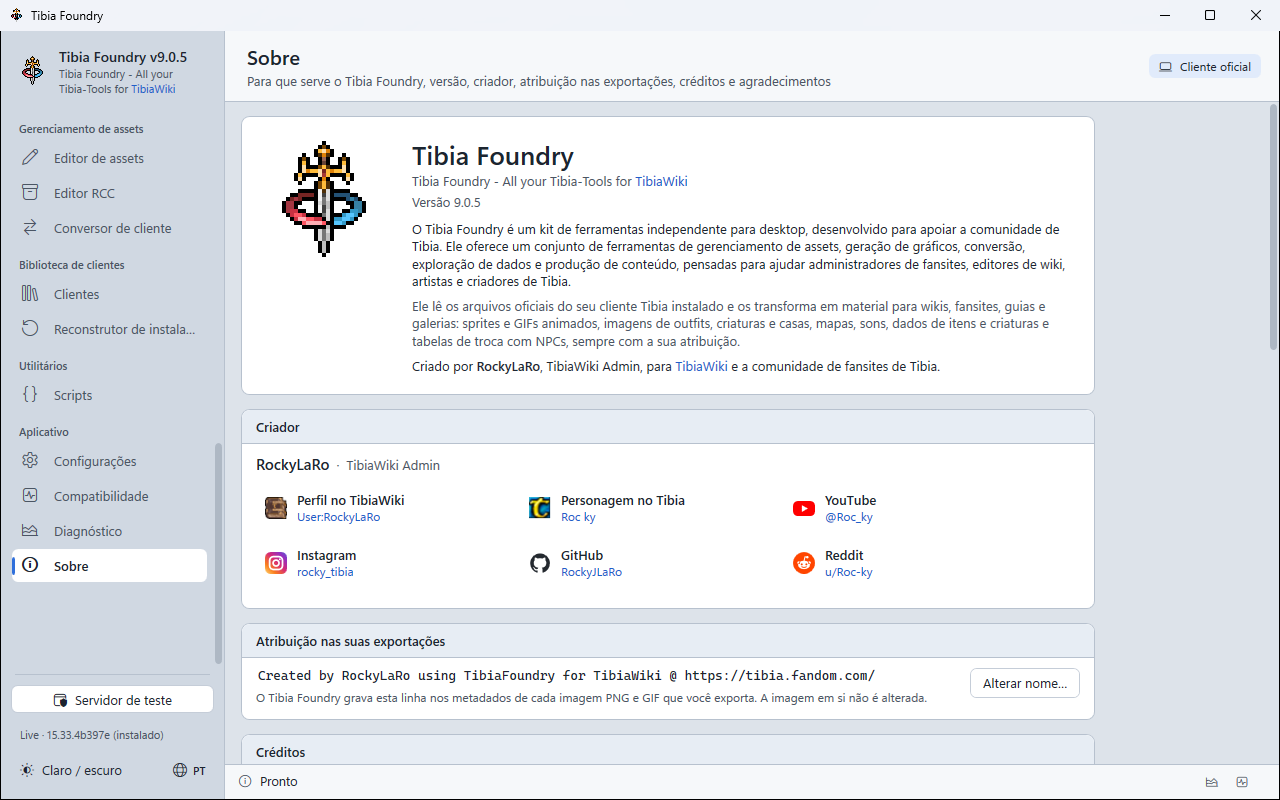 Tibia Foundry
Tibia Foundry v9.0.5
Tibia Foundry - All your
Tibia-Tools for TibiaWiki
Gerenciamento de assets
Editor de assets
Editor RCC
Conversor de cliente
Biblioteca de clientes
Clientes
Reconstrutor de instala...
Utilitários
Scripts
Aplicativo
Configurações
Compatibilidade
Diagnóstico
Sobre
Servidor de teste
Live · 15.33.4b397e (instalado)
Claro / escuro
PT
Sobre
Para que serve o Tibia Foundry, versão, criador, atribuição nas exportações, créditos e agradecimentos
Cliente oficial
Tibia Foundry
Tibia Foundry - All your Tibia-Tools for TibiaWiki
Versão 9.0.5
O Tibia Foundry é um kit de ferramentas independente para desktop, desenvolvido para apoiar a comunidade de
Tibia. Ele oferece um conjunto de ferramentas de gerenciamento de assets, geração de gráficos, conversão,
exploração de dados e produção de conteúdo, pensadas para ajudar administradores de fansites, editores de wiki,
artistas e criadores de Tibia.
Ele lê os arquivos oficiais do seu cliente Tibia instalado e os transforma em material para wikis, fansites, guias e
galerias: sprites e GIFs animados, imagens de outfits, criaturas e casas, mapas, sons, dados de itens e criaturas e
tabelas de troca com NPCs, sempre com a sua atribuição.
Criado por RockyLaRo, TibiaWiki Admin, para TibiaWiki e a comunidade de fansites de Tibia.
Criador
RockyLaRo · TibiaWiki Admin
Perfil no TibiaWiki
User:RockyLaRo
Personagem no Tibia
Roc ky
YouTube
@Roc_ky
Instagram
rocky_tibia
GitHub
RockyJLaRo
Reddit
u/Roc-ky
Atribuição nas suas exportações
Created by RockyLaRo using TibiaFoundry for TibiaWiki @ https://tibia.fandom.com/
O Tibia Foundry grava esta linha nos metadados de cada imagem PNG e GIF que você exporta. A imagem em si não é alterada.
Alterar nome...
Créditos
Pronto